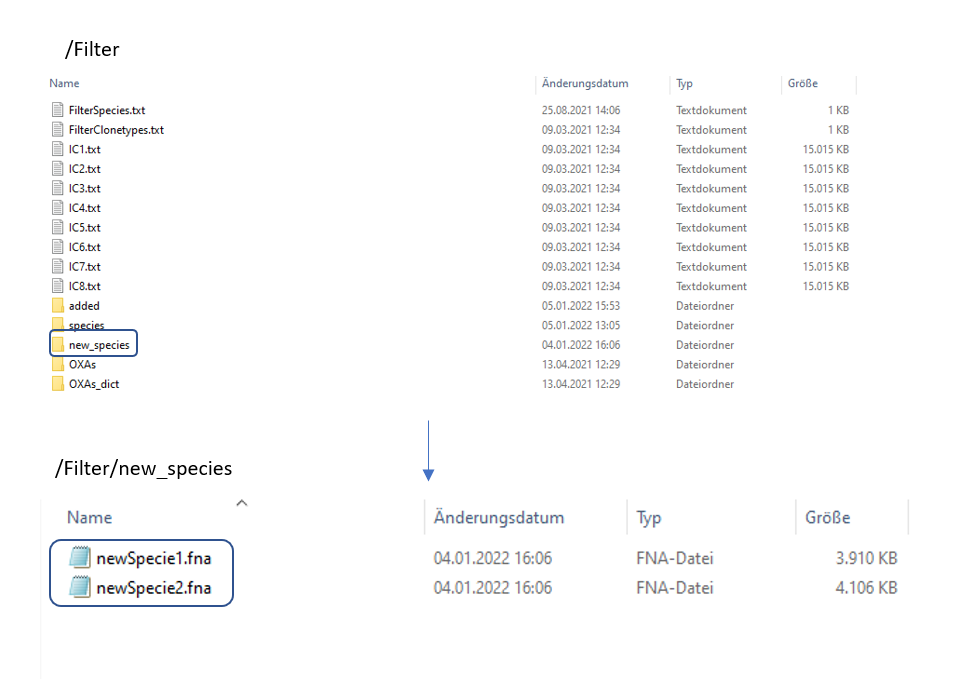 /Filter
Name Änderungsdatum Typ Größe
FilterSpecies.txt 25.08.2021 14:06 Textdokument 1 KB
FilterClonetypes.txt 09.03.2021 12:34 Textdokument 1 KB
IC1.txt 09.03.2021 12:34 Textdokument 15.015 KB
IC2.txt 09.03.2021 12:34 Textdokument 15.015 KB
IC3.txt 09.03.2021 12:34 Textdokument 15.015 KB
IC4.txt 09.03.2021 12:34 Textdokument 15.015 KB
IC5.txt 09.03.2021 12:34 Textdokument 15.015 KB
IC6.txt 09.03.2021 12:34 Textdokument 15.015 KB
IC7.txt 09.03.2021 12:34 Textdokument 15.015 KB
IC8.txt 09.03.2021 12:34 Textdokument 15.015 KB
added 05.01.2022 15:53 Dateiordner
species 05.01.2022 13:05 Dateiordner
new_species 04.01.2022 16:06 Dateiordner
OXAs 13.04.2021 12:29 Dateiordner
OXAs_dict 13.04.2021 12:29 Dateiordner
/Filter/new_species
Name Änderungsdatum Typ Größe
newSpecie1.fna 04.01.2022 16:06 FNA-Datei 3.910 KB
newSpecie2.fna 04.01.2022 16:06 FNA-Datei 4.106 KB